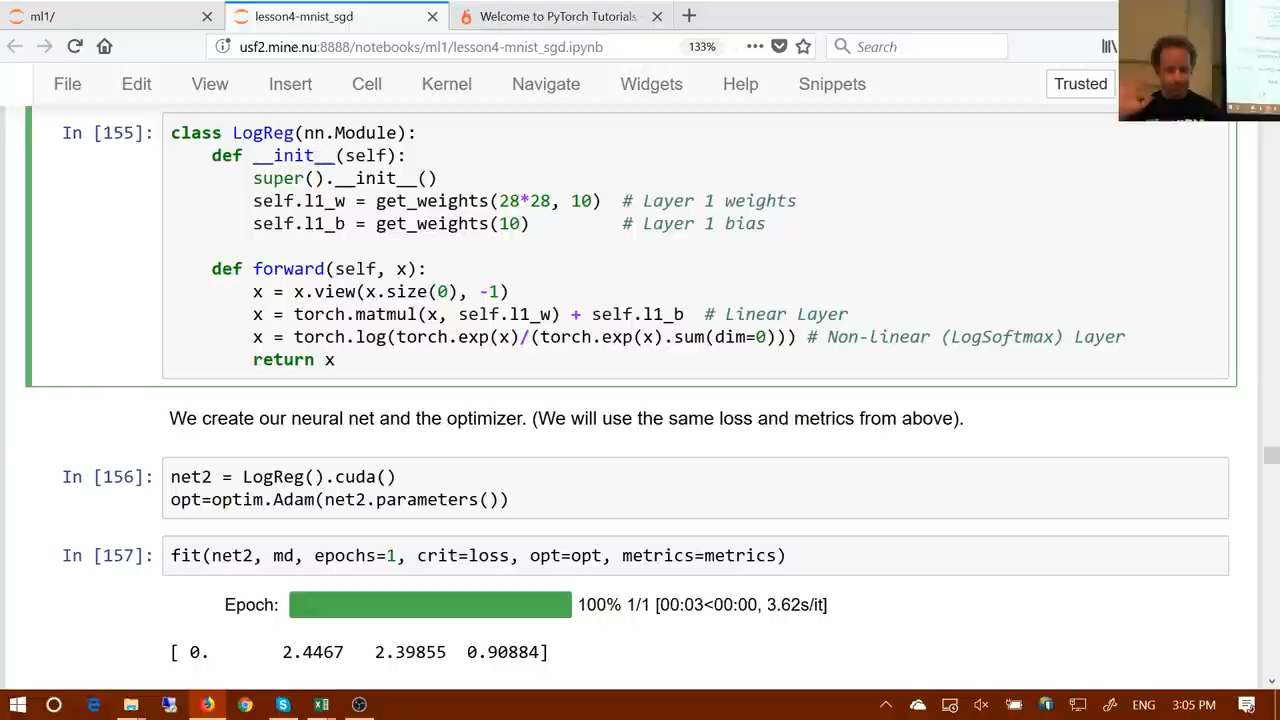 ml1/
lesson4-mnist_sgd
Welcome to PyTorch Tutorials
usf2.mine.nu:8888/notebooks/ml1/lesson4-mnist_sgd.ipynb
133%
Search
File Edit View Insert Cell Kernel Navigate Widgets Help Snippets
Trusted
In [155]:
class LogReg(nn.Module):
def __init__(self):
super().__init__()
self.l1_w = get_weights(28*28, 10) # Layer 1 weights
self.l1_b = get_weights(10) # Layer 1 bias
def forward(self, x):
x = x.view(x.size(0), -1)
x = torch.matmul(x, self.l1_w) + self.l1_b # Linear Layer
x = torch.log(torch.exp(x)/(torch.exp(x).sum(dim=0))) # Non-linear (LogSoftmax) Layer
return x
We create our neural net and the optimizer. (We will use the same loss and metrics from above).
In [156]:
net2 = LogReg().cuda()
opt=optim.Adam(net2.parameters())
In [157]:
fit(net2, md, epochs=1, crit=loss, opt=opt, metrics=metrics)
Epoch: 100% 1/1 [00:03<00:00, 3.62s/it]
[ 0. 2.4467 2.39855 0.90884]
ENG 3:05 PM